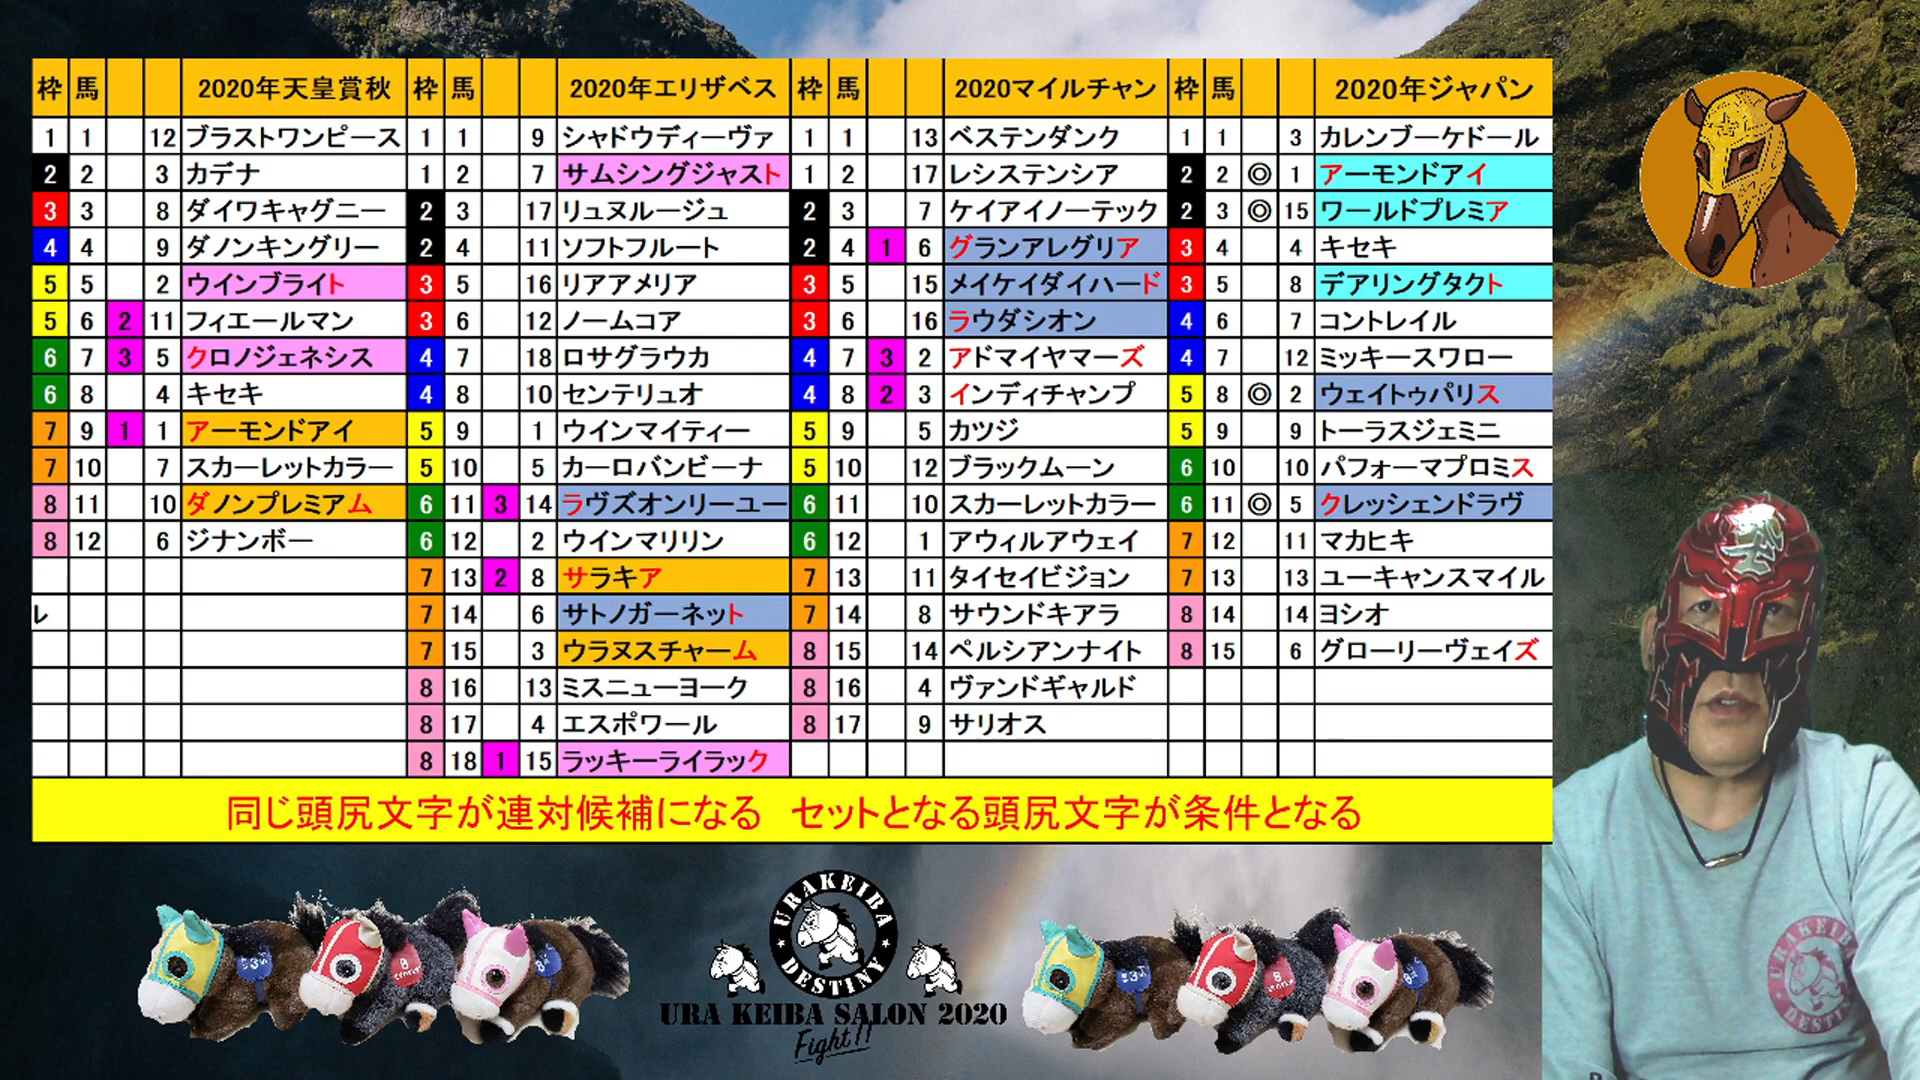 枠 馬 2020年天皇賞秋 枠 馬 2020年エリザベス 枠 馬 2020マイルチャン 枠 馬 2020年ジャパン
1 1 12 ブラストワンピース 1 1 9 シャドウディーヴァ 1 1 13 ベステンダンク 1 1 3 カレンブーケドール
2 2 3 カデナ 1 2 7 サムシングジャスト 1 2 17 レシステンシア 2 2 ◎ 1 アーモンドアイ
3 3 8 ダイワキャグニー 2 3 17 リュヌルージュ 2 3 7 ケイアイノーテック 2 3 ◎ 15 ワールドプレミア
4 4 9 ダノンキングリー 2 4 11 ソフトフルート 2 4 1 6 グランアレグリア 3 4 4 キセキ
5 5 2 ウインブライト 3 5 16 リアアメリア 3 5 15 メイケイダイハード 3 5 8 デアリングタクト
5 6 2 11 フィエールマン 3 6 12 ノームコア 3 6 16 ラウダシオン 4 6 7 コントレイル
6 7 3 5 クロノジェネシス 4 7 18 ロサグラウカ 4 7 3 2 アドマイヤマーズ 4 7 12 ミッキースワロー
6 8 4 キセキ 4 8 10 センテリュオ 4 8 2 3 インディチャンプ 5 8 ◎ 2 ウェイトゥパリス
7 9 1 1 アーモンドアイ 5 9 1 ウインマイティー 5 9 5 カツジ 5 9 9 トーラスジェミニ
7 10 7 スカーレットカラー 5 10 5 カーロバンビーナ 5 10 12 ブラックムーン 6 10 10 パフォーマプロミス
8 11 10 ダノンプレミアム 6 11 3 14 ラヴズオンリーユー 6 11 10 スカーレットカラー 6 11 ◎ 5 クレッシェンドラヴ
8 12 6 ジナンボー 6 12 2 ウインマリリン 6 12 1 アウィルアウェイ 7 12 11 マカヒキ
7 13 2 8 サラキア 7 13 11 タイセイビジョン 7 13 13 ユーキャンスマイル
レ 7 14 6 サトノガーネット 7 14 8 サウンドキアラ 8 14 14 ヨシオ
7 15 3 ウラヌスチャーム 8 15 14 ペルシアンナイト 8 15 6 グローリーヴェイズ
8 16 13 ミスニューヨーク 8 16 4 ヴァンドギャルド
8 17 4 エスポワール 8 17 9 サリオス
8 18 1 15 ラッキーライラック
同じ頭尻文字が連対候補になる セットとなる頭尻文字が条件となる
URAKEIBA
DESTINY
URA KEIBA SALON 2020
Fight!!
URAKEIBA
DESTINY